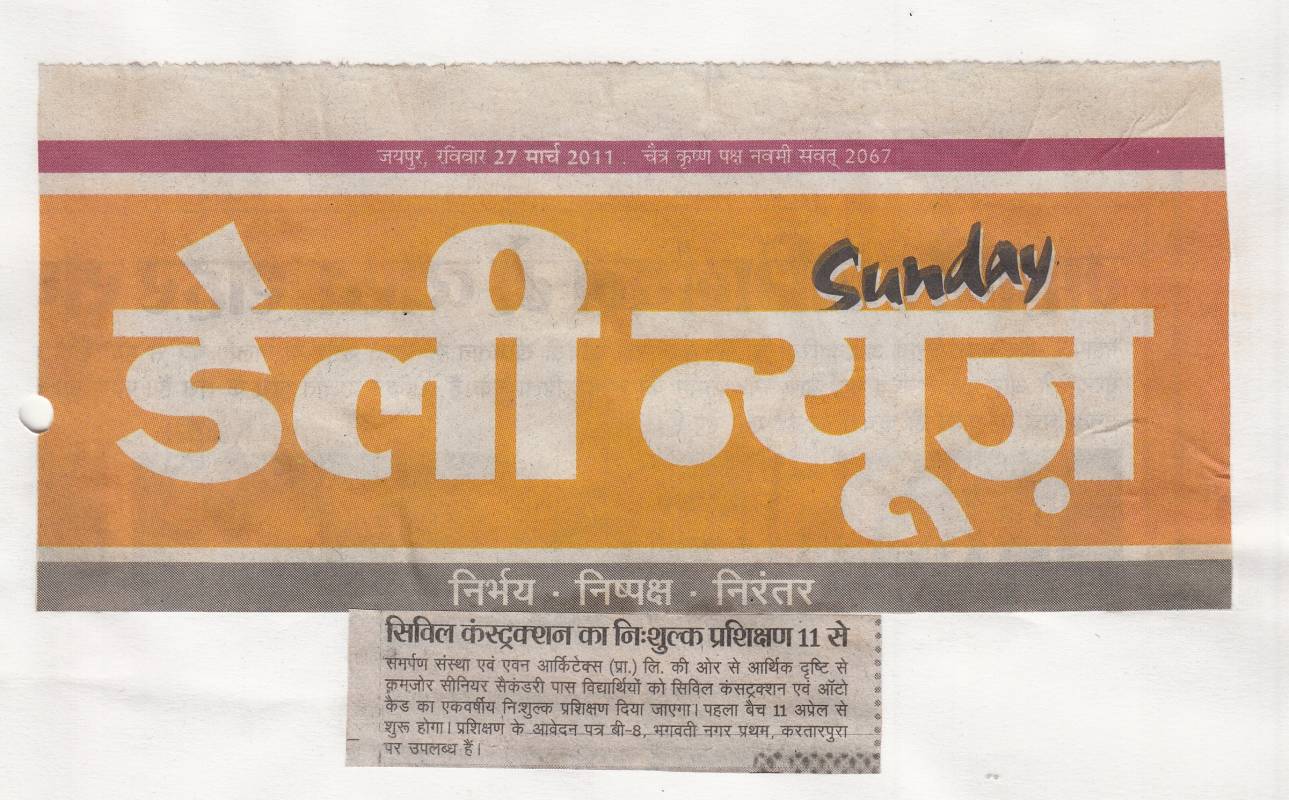 जयपुर, रविवार 27 मार्च 2011 . चैत्र कृष्ण पक्ष नवमी संवत् 2067
Sunday
डेली न्यूज़
निर्भय · निष्पक्ष · निरंतर
सिविल कंस्ट्रक्शन का निःशुल्क प्रशिक्षण 11 से
समर्पण संस्था एवं एवन आर्किटेक्स (प्रा.) लि. की ओर से आर्थिक दृष्टि से
कमजोर सीनियर सैकंडरी पास विद्यार्थियों को सिविल कंसट्रक्शन एवं ऑटो
कैड का एकवर्षीय निःशुल्क प्रशिक्षण दिया जाएगा। पहला बैच 11 अप्रेल से
शुरू होगा। प्रशिक्षण के आवेदन पत्र बी-8, भगवती नगर प्रथम, करतारपुरा
पर उपलब्ध हैं।